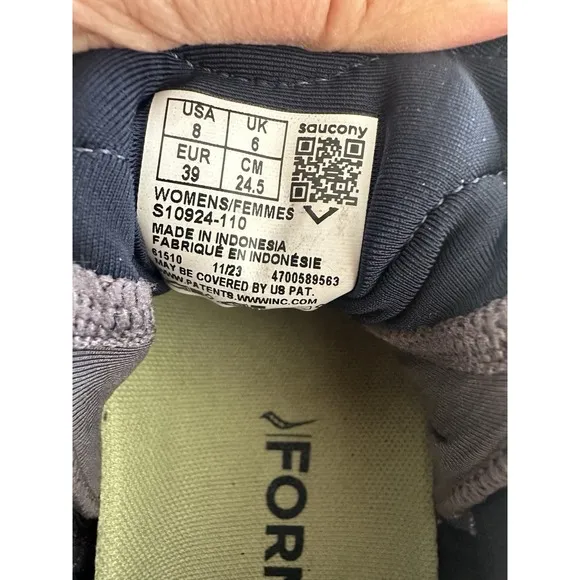 USA
8
UK
6
EUR
39
CM
24.5
saucony
WOMENS/FEMMES
S10924-110
MADE IN INDONESIA
FABRIQUÉ EN INDONÉSIE
61510 11/23 4700589563
MAY BE COVERED BY US PAT.
WWW.PATENTS.WWWINC.COM
FORM